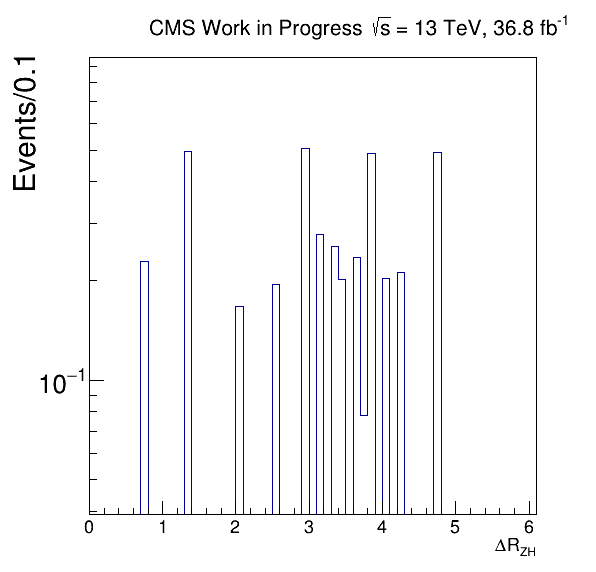 CMS Work in Progress √s = 13 TeV, 36.8 fb⁻¹
Events/0.1
10⁻¹
0 1 2 3 4 5 6
ΔR_ZH